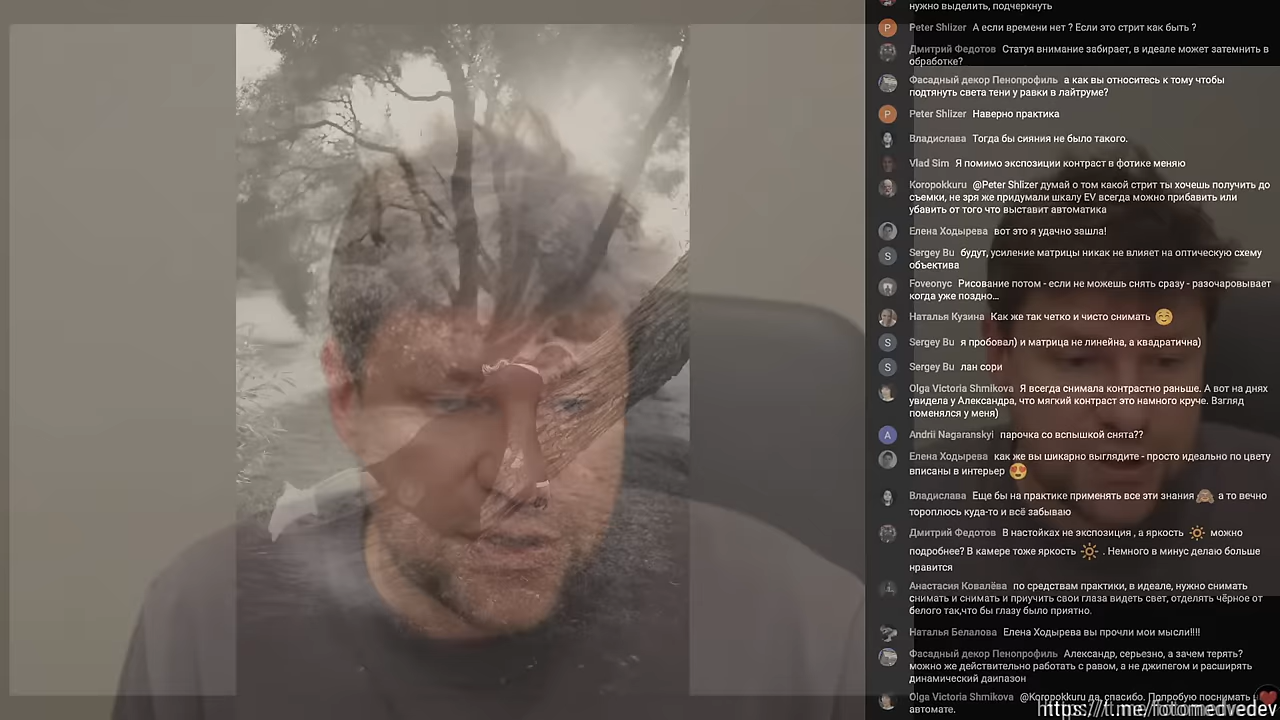 нужно выделить, подчеркнуть
P Peter Shlizer А если времени нет ? Если это стрит как быть ?
Дмитрий Федотов Статуя внимание забирает, в идеале может затемнить в
обработке?
Фасадный декор Пенопрофиль а как вы относитесь к тому чтобы
подтянуть света тени у равки в лайтруме?
P Peter Shlizer Наверно практика
Владислава Тогда бы сияния не было такого.
Vlad Sim Я помимо экспозиции контраст в фотике меняю
Koropokkuru @Peter Shlizer думай о том какой стрит ты хочешь получить до
съемки, не зря же придумали шкалу EV всегда можно прибавить или
убавить от того что выставит автоматика
Елена Ходырева вот это я удачно зашла!
S Sergey Bu будут, усиление матрицы никак не влияет на оптическую схему
объектива
Foveonyc Рисование потом - если не можешь снять сразу - разочаровывает
когда уже поздно...
Наталья Кузина Как же так четко и чисто снимать ☺️
S Sergey Bu я пробовал) и матрица не линейна, а квадратична)
S Sergey Bu лан сори
Olga Victoria Shmikova Я всегда снимала контрастно раньше. А вот на днях
увидела у Александра, что мягкий контраст это намного круче. Взгляд
поменялся у меня)
A Andrii Nagaranskyi парочка со вспышкой снята??
Елена Ходырева как же вы шикарно выглядите - просто идеально по цвету
вписаны в интерьер 😍
Владислава Еще бы на практике применять все эти знания🙈 а то вечно
тороплюсь куда-то и всё забываю
Дмитрий Федотов В настойках не экспозиция , а яркость 🔆 можно
подробнее? В камере тоже яркость 🔆 . Немного в минус делаю больше
нравится
Анастасия Ковалёва по средствам практики, в идеале, нужно снимать
снимать и снимать и приучить свои глаза видеть свет, отделять чёрное от
белого так,что бы глазу было приятно.
Наталья Белалова Елена Ходырева вы прочли мои мысли!!!!
Фасадный декор Пенопрофиль Александр, серьезно, а зачем терять?
можно же действительно работать с равом, а не джипегом и расширять
динамический даипазон
Olga Victoria Shmikova @Koropokkuru да, спасибо. Попробую поснимать
автомате.
https://t.me/fotomedvedev